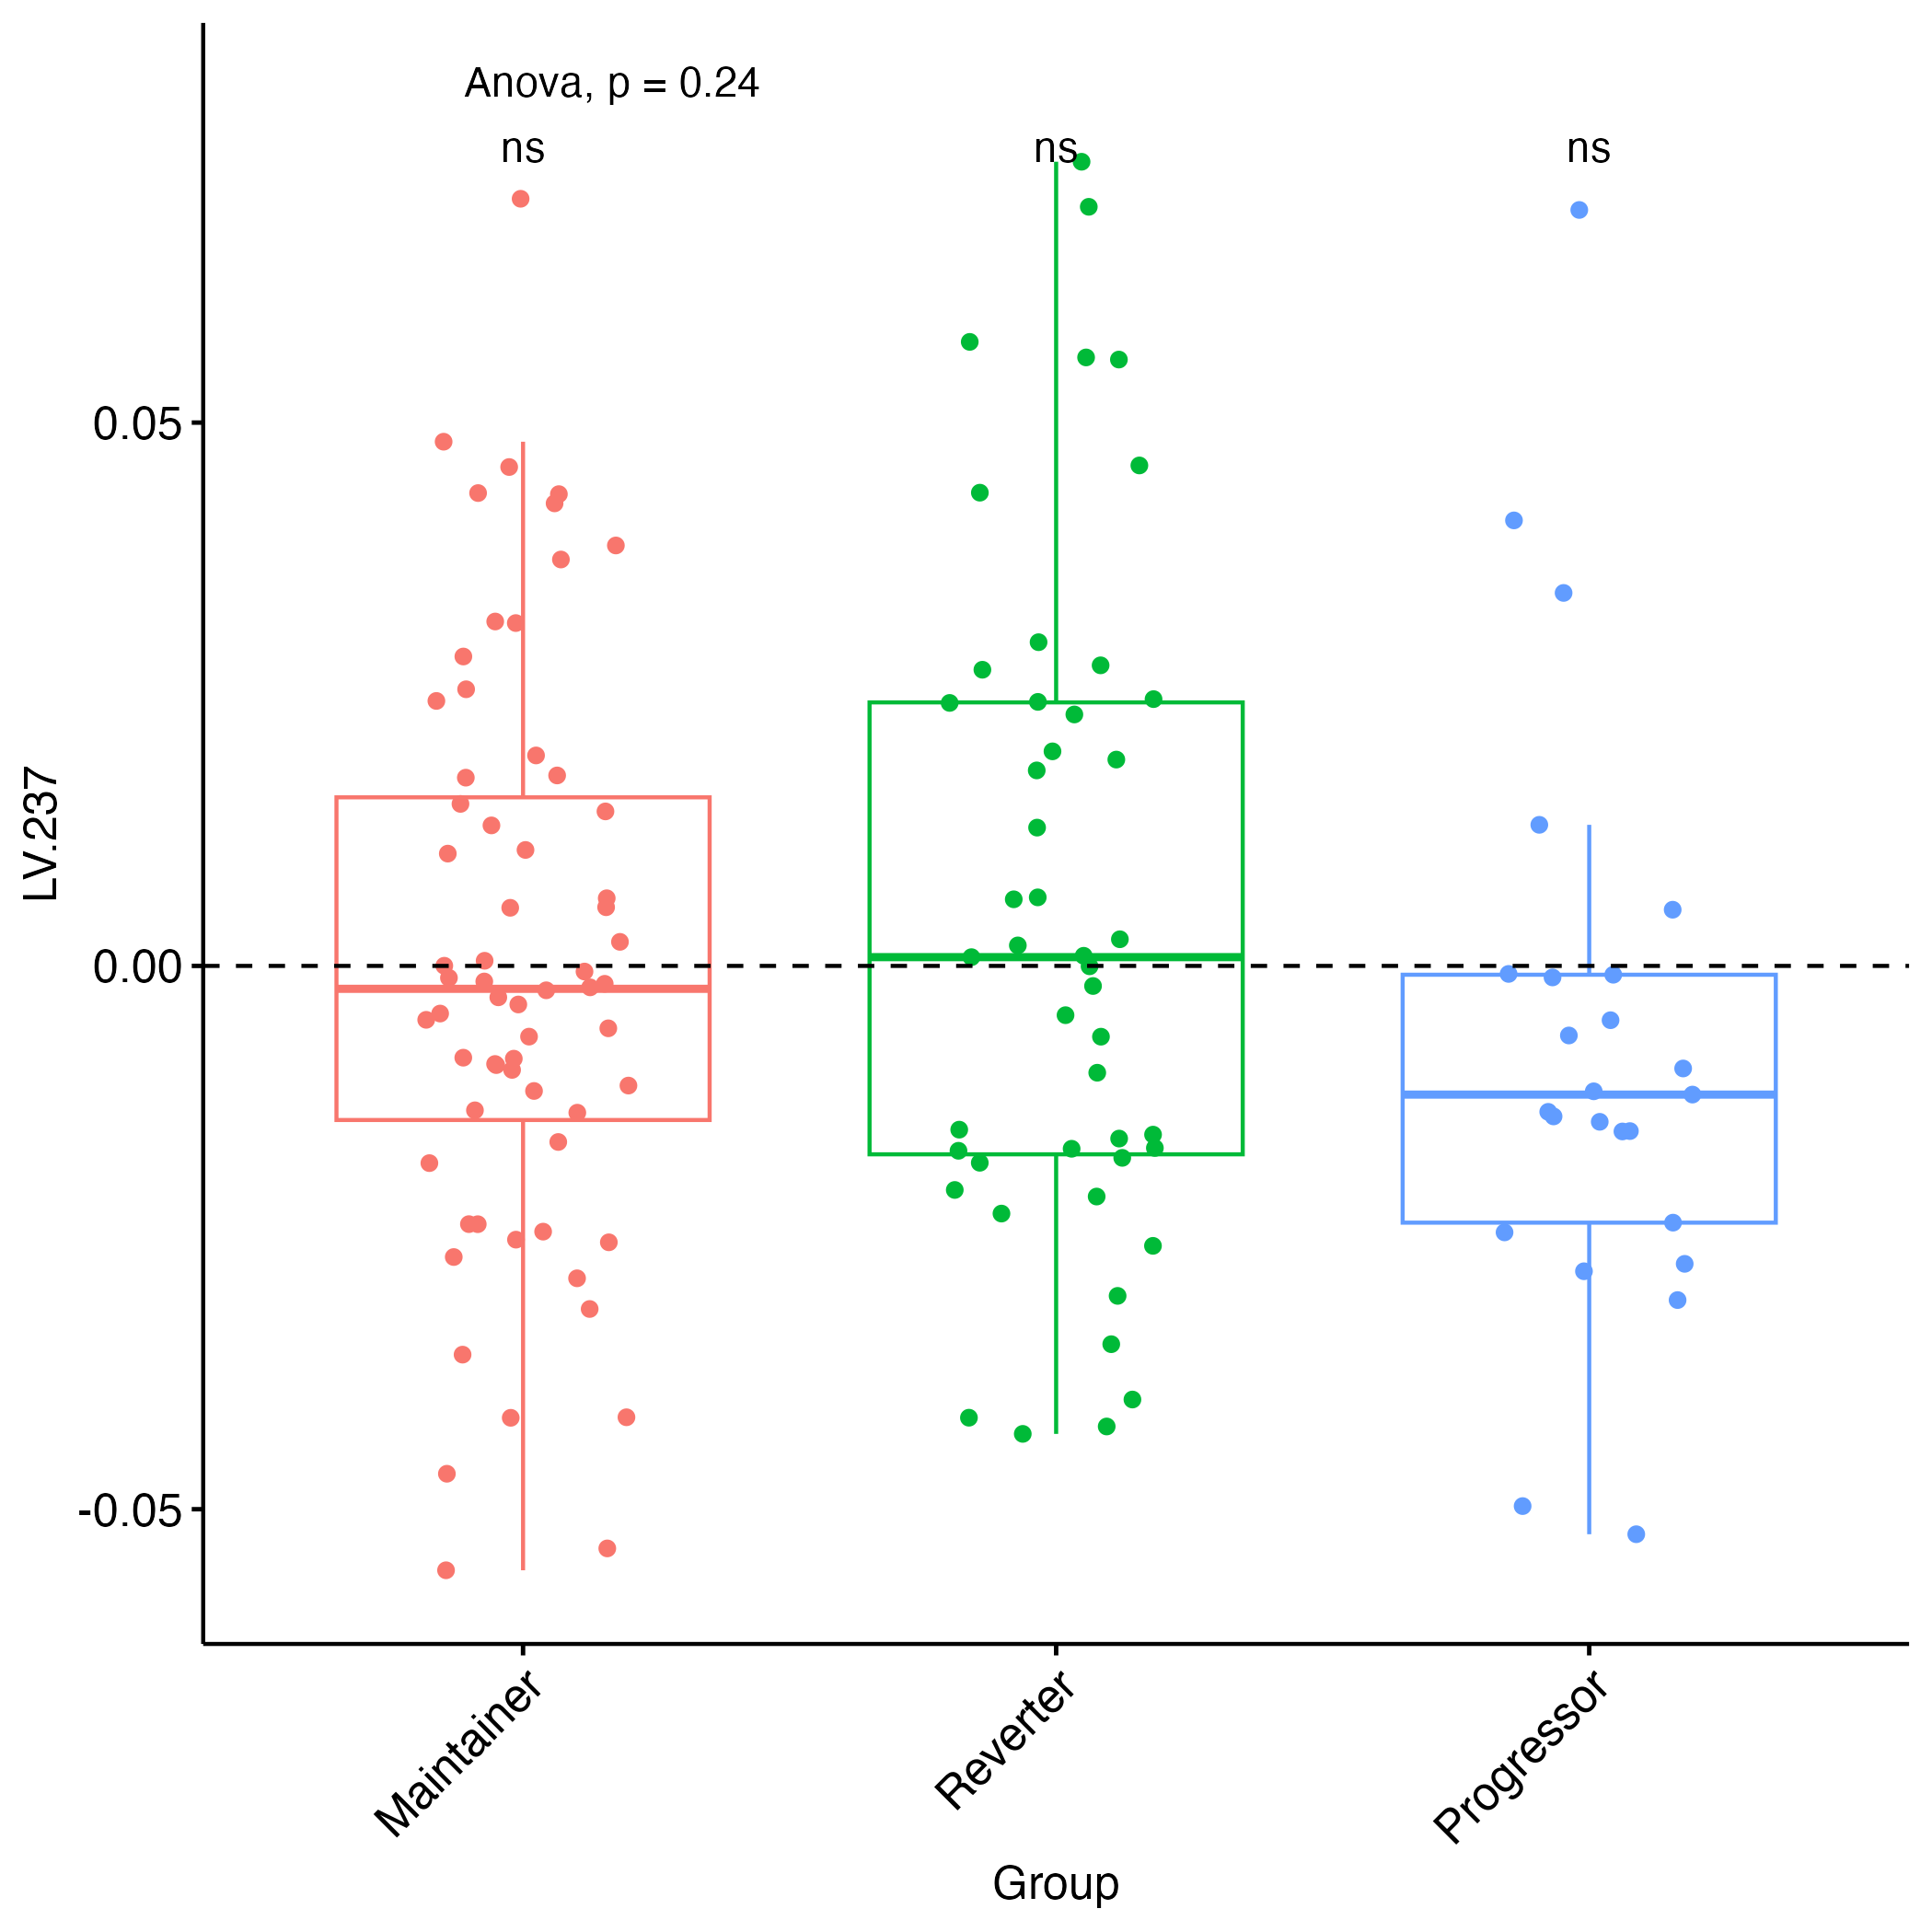 Anova, p = 0.24
ns ns ns
0.05
0.00
-0.05
LV.237
Maintainer Reverter Progressor
Group